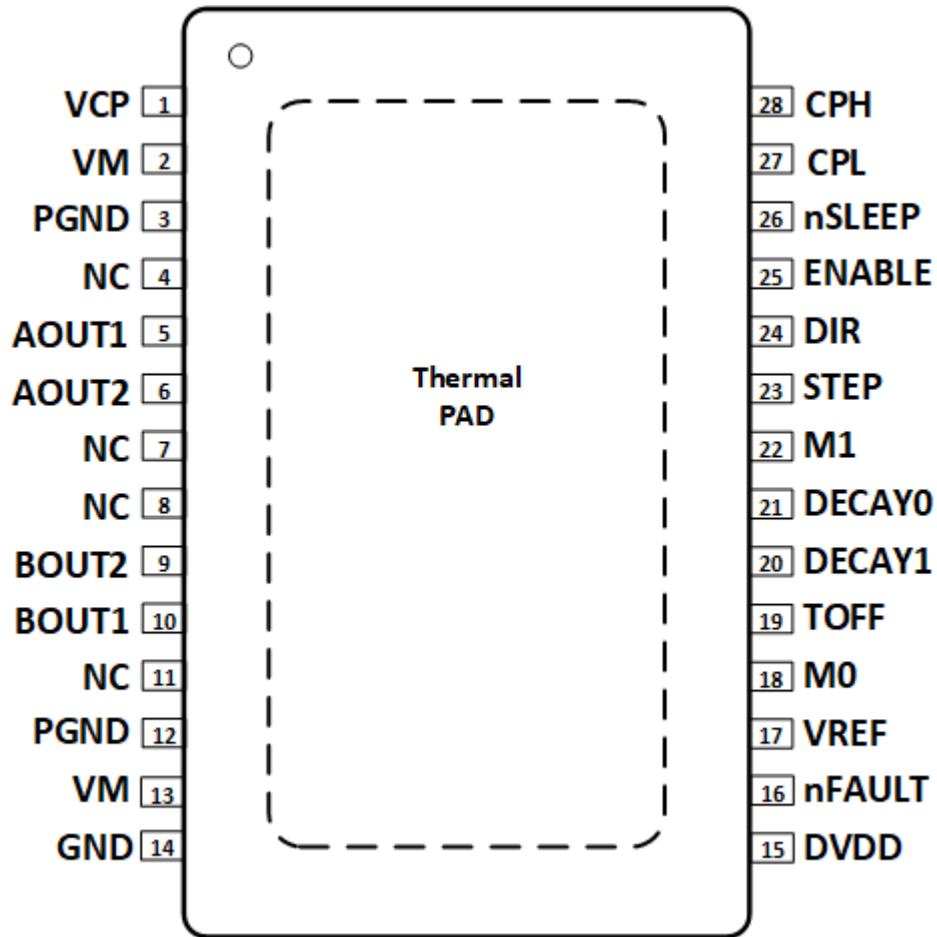 VCP 1
VM 2
PGND 3
NC 4
AOUT1 5
AOUT2 6
NC 7
NC 8
BOUT2 9
BOUT1 10
NC 11
PGND 12
VM 13
GND 14
Thermal
PAD
28 CPH
27 CPL
26 nSLEEP
25 ENABLE
24 DIR
23 STEP
22 M1
21 DECAY0
20 DECAY1
19 TOFF
18 M0
17 VREF
16 nFAULT
15 DVDD